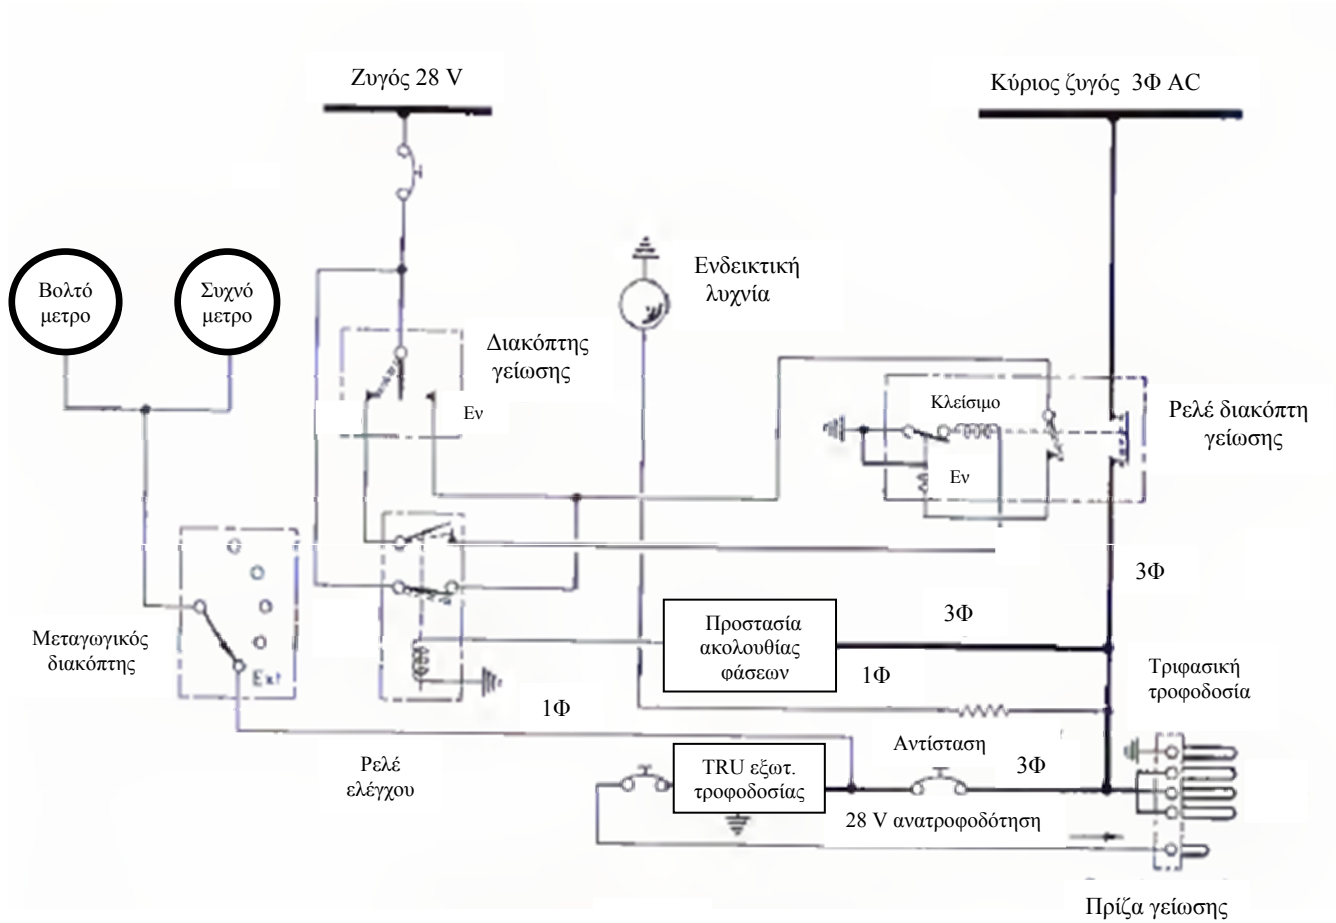 Ζυγός 28 V
Κύριος ζυγός 3Φ AC
Βολτό
μετρο
Συχνό
μετρο
Ενδεικτική
λυχνία
Διακόπτης
γείωσης
Εν
Κλείσιμο
Εν
Ρελέ διακόπτη
γείωσης
3Φ
Μεταγωγικός
διακόπτης
Ext
Προστασία
ακολουθίας
φάσεων
3Φ
1Φ
Τριφασική
τροφοδοσία
1Φ
Ρελέ
ελέγχου
TRU εξωτ.
τροφοδοσίας
Αντίσταση
3Φ
28 V ανατροφοδότηση
Πρίζα γείωσης